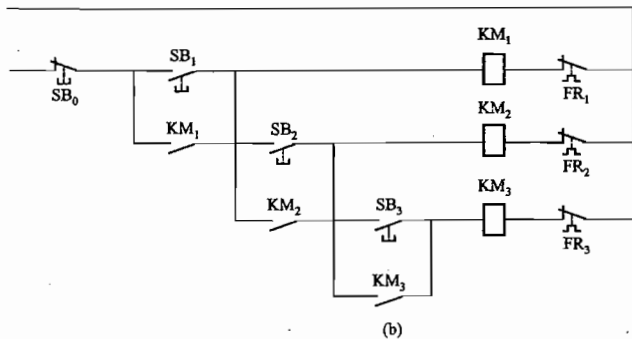 KM₁
SB₁
SB₀
FR₁
KM₂
KM₁
SB₂
FR₂
KM₃
KM₂
SB₃
FR₃
KM₃
(b)